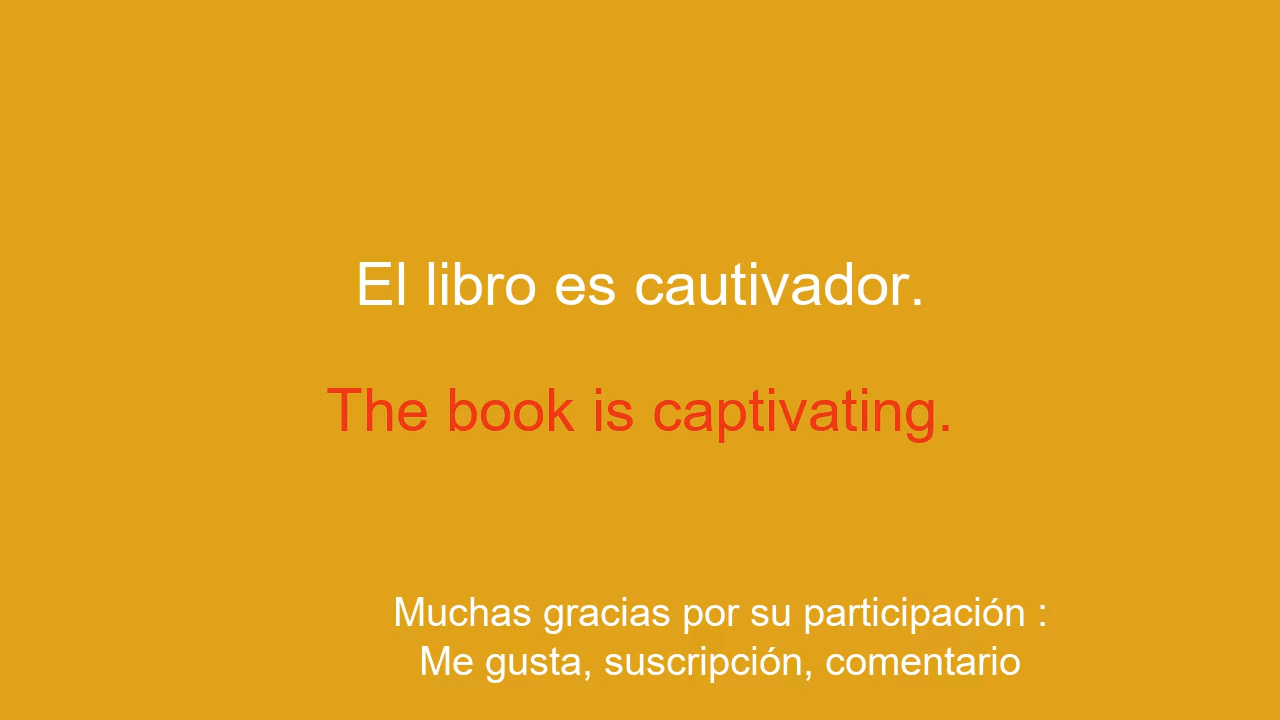 El libro es cautivador.
The book is captivating.
Muchas gracias por su participación :
Me gusta, suscripción, comentario